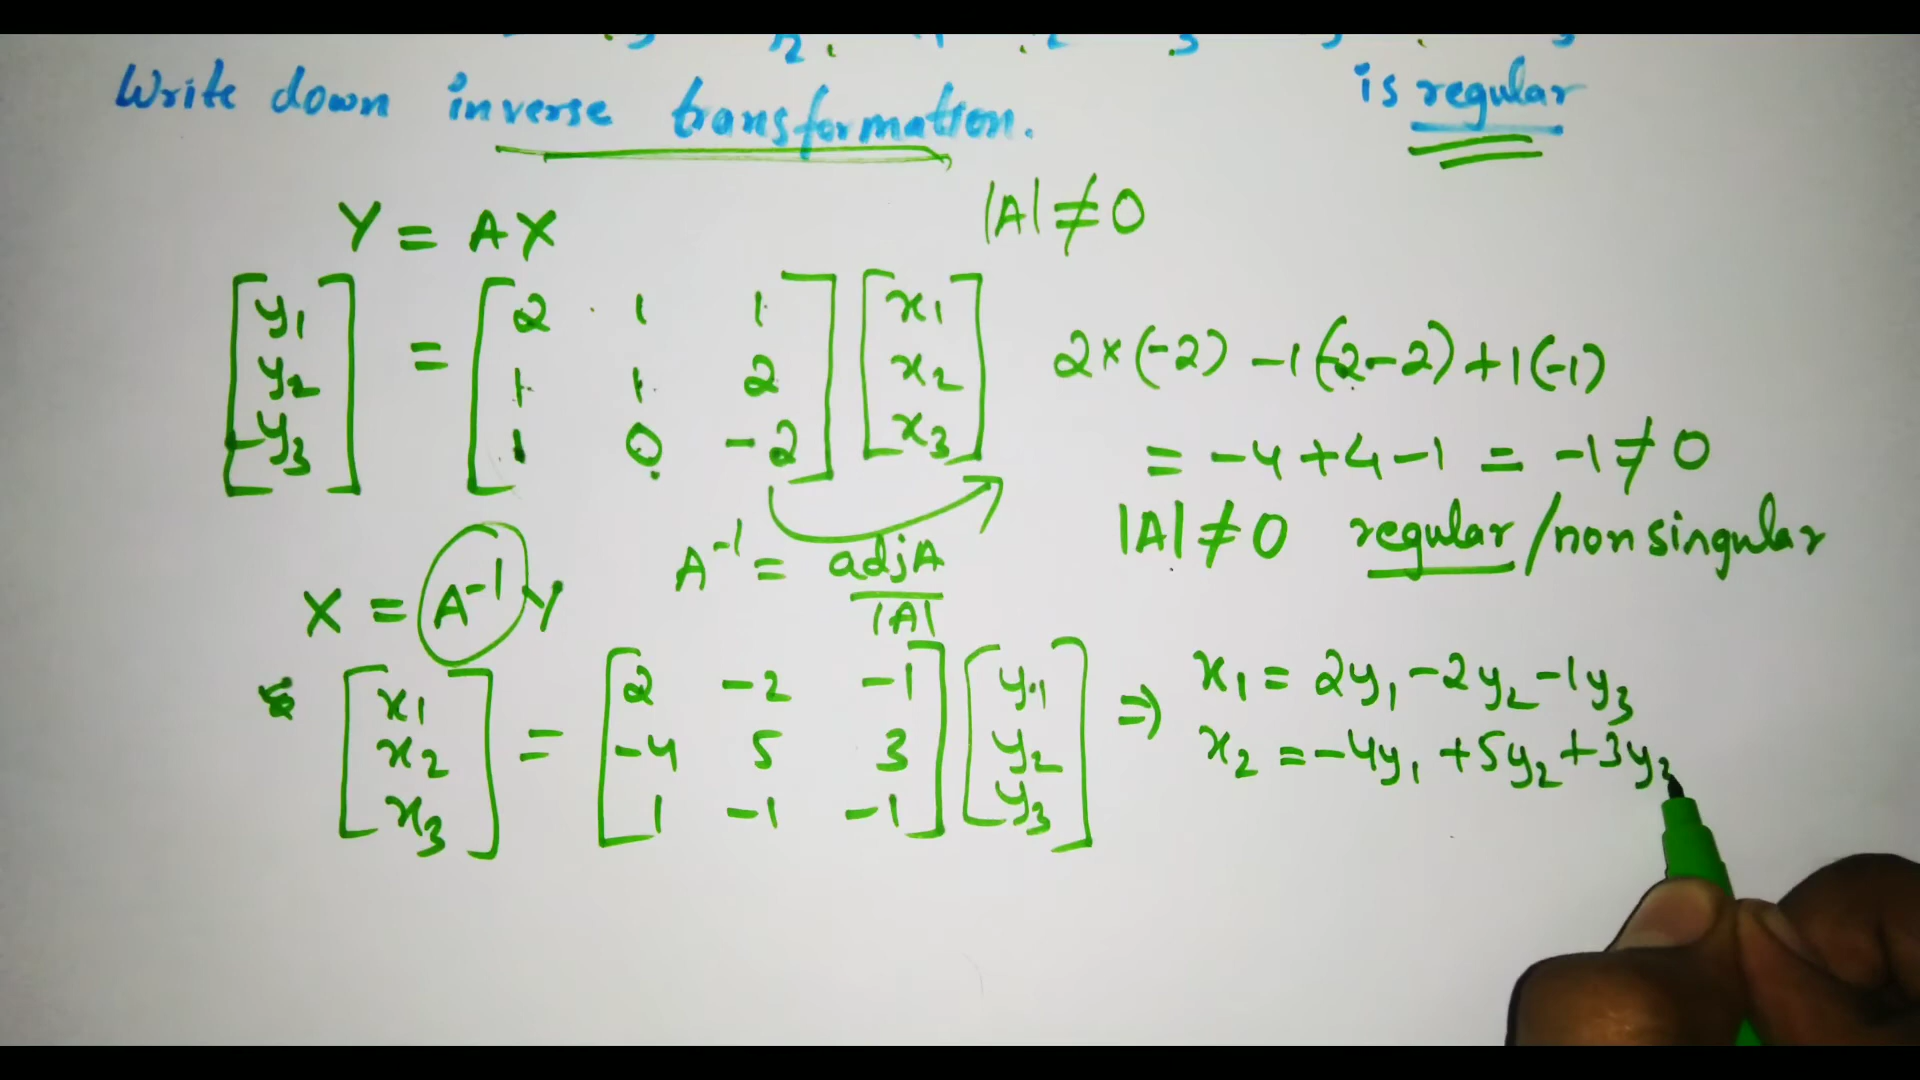 Write down inverse transformation. is regular
Y = AX |A| ≠ 0
[y1 y2 y3] = [2 1 1
1 1 2
1 0 -2] [x1 x2 x3]
2×(-2) -1(-2-2) +1(-1)
= -4+4-1 = -1≠0
|A| ≠ 0 regular/nonsingular
X = A^-1 Y A^-1 = adjA / |A|
[x1 x2 x3] = [2 -2 -1
-4 5 3
1 -1 -1] [y1 y2 y3]
⇒ x1 = 2y1 -2y2 -1y3
x2 = -4y1 +5y2 +3y3